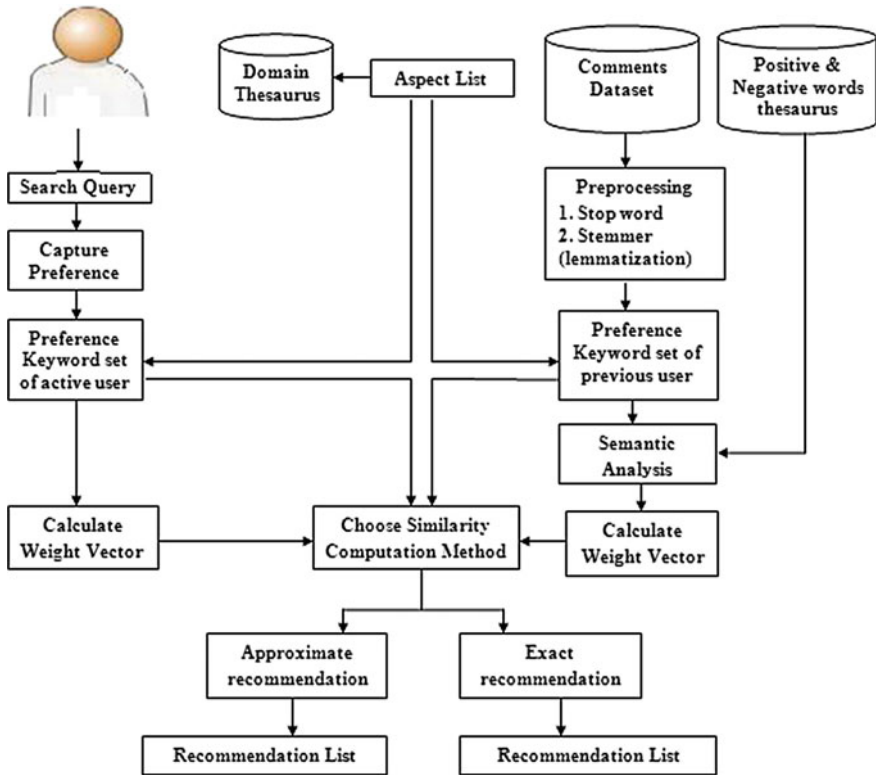 Domain
Thesaurus
Aspect List
Comments
Dataset
Positive &
Negative words
thesaurus
Search Query
Capture
Preference
Preprocessing
1. Stop word
2. Stemmer
(lemmatization)
Preference
Keyword set
of active user
Preference
Keyword set of
previous user
Semantic
Analysis
Calculate
Weight Vector
Choose Similarity
Computation Method
Calculate
Weight Vector
Approximate
recommendation
Exact
recommendation
Recommendation List
Recommendation List